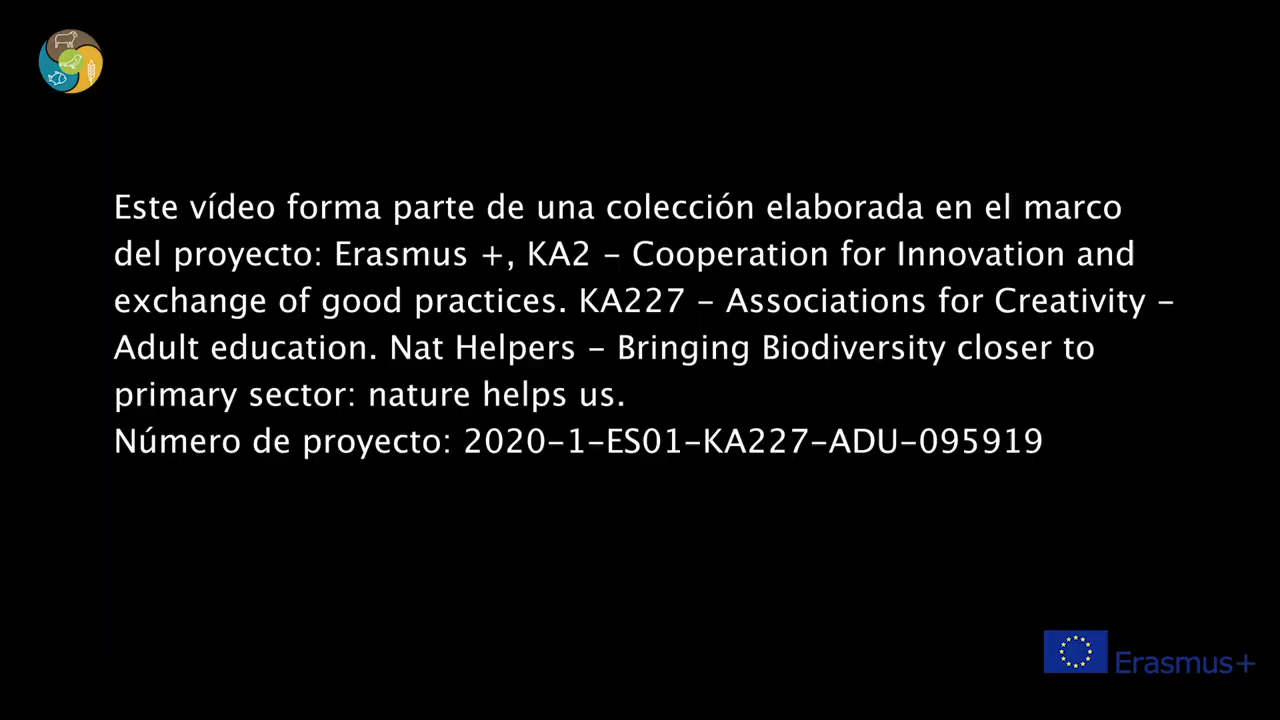 Este vídeo forma parte de una colección elaborada en el marco
del proyecto: Erasmus +, KA2 – Cooperation for Innovation and
exchange of good practices. KA227 – Associations for Creativity –
Adult education. Nat Helpers – Bringing Biodiversity closer to
primary sector: nature helps us.
Número de proyecto: 2020-1-ES01-KA227-ADU-095919
Erasmus+